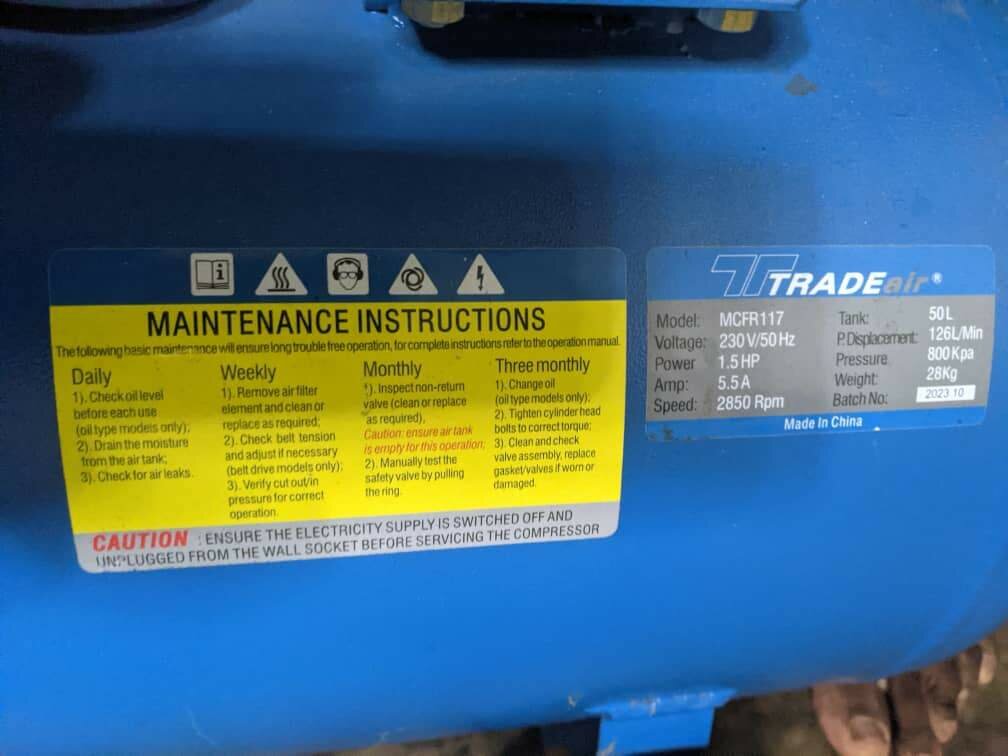 MAINTENANCE INSTRUCTIONS
The following basic maintenance will ensure long trouble free operation, for complete instructions refer to the operation manual.
Daily
1). Check oil level
before each use
(oil type models only);
2). Drain the moisture
from the air tank;
3). Check for air leaks.
Weekly
1). Remove air filter
element and clean or
replace as required;
2). Check belt tension
and adjust if necessary
(belt drive models only);
3). Verify cut out/in
pressure for correct
operation.
Monthly
1). Inspect non-return
valve (clean or replace
as required),
Caution: ensure air tank
is empty for this operation;
2). Manually test the
safety valve by pulling
the ring.
Three monthly
1). Change oil
(oil type models only);
2). Tighten cylinder head
bolts to correct torque;
3). Clean and check
valve assembly, replace
gasket/valves if worn or
damaged.
CAUTION : ENSURE THE ELECTRICITY SUPPLY IS SWITCHED OFF AND
UNPLUGGED FROM THE WALL SOCKET BEFORE SERVICING THE COMPRESSOR
TRADEair®
Model: MCFR117
Voltage: 230 V/50 Hz
Power 1.5 HP
Amp: 5.5 A
Speed: 2850 Rpm
Tank: 50 L
P.Displacement: 126L/Min
Pressure 800 Kpa
Weight: 28Kg
Batch No: 2023.10
Made In China